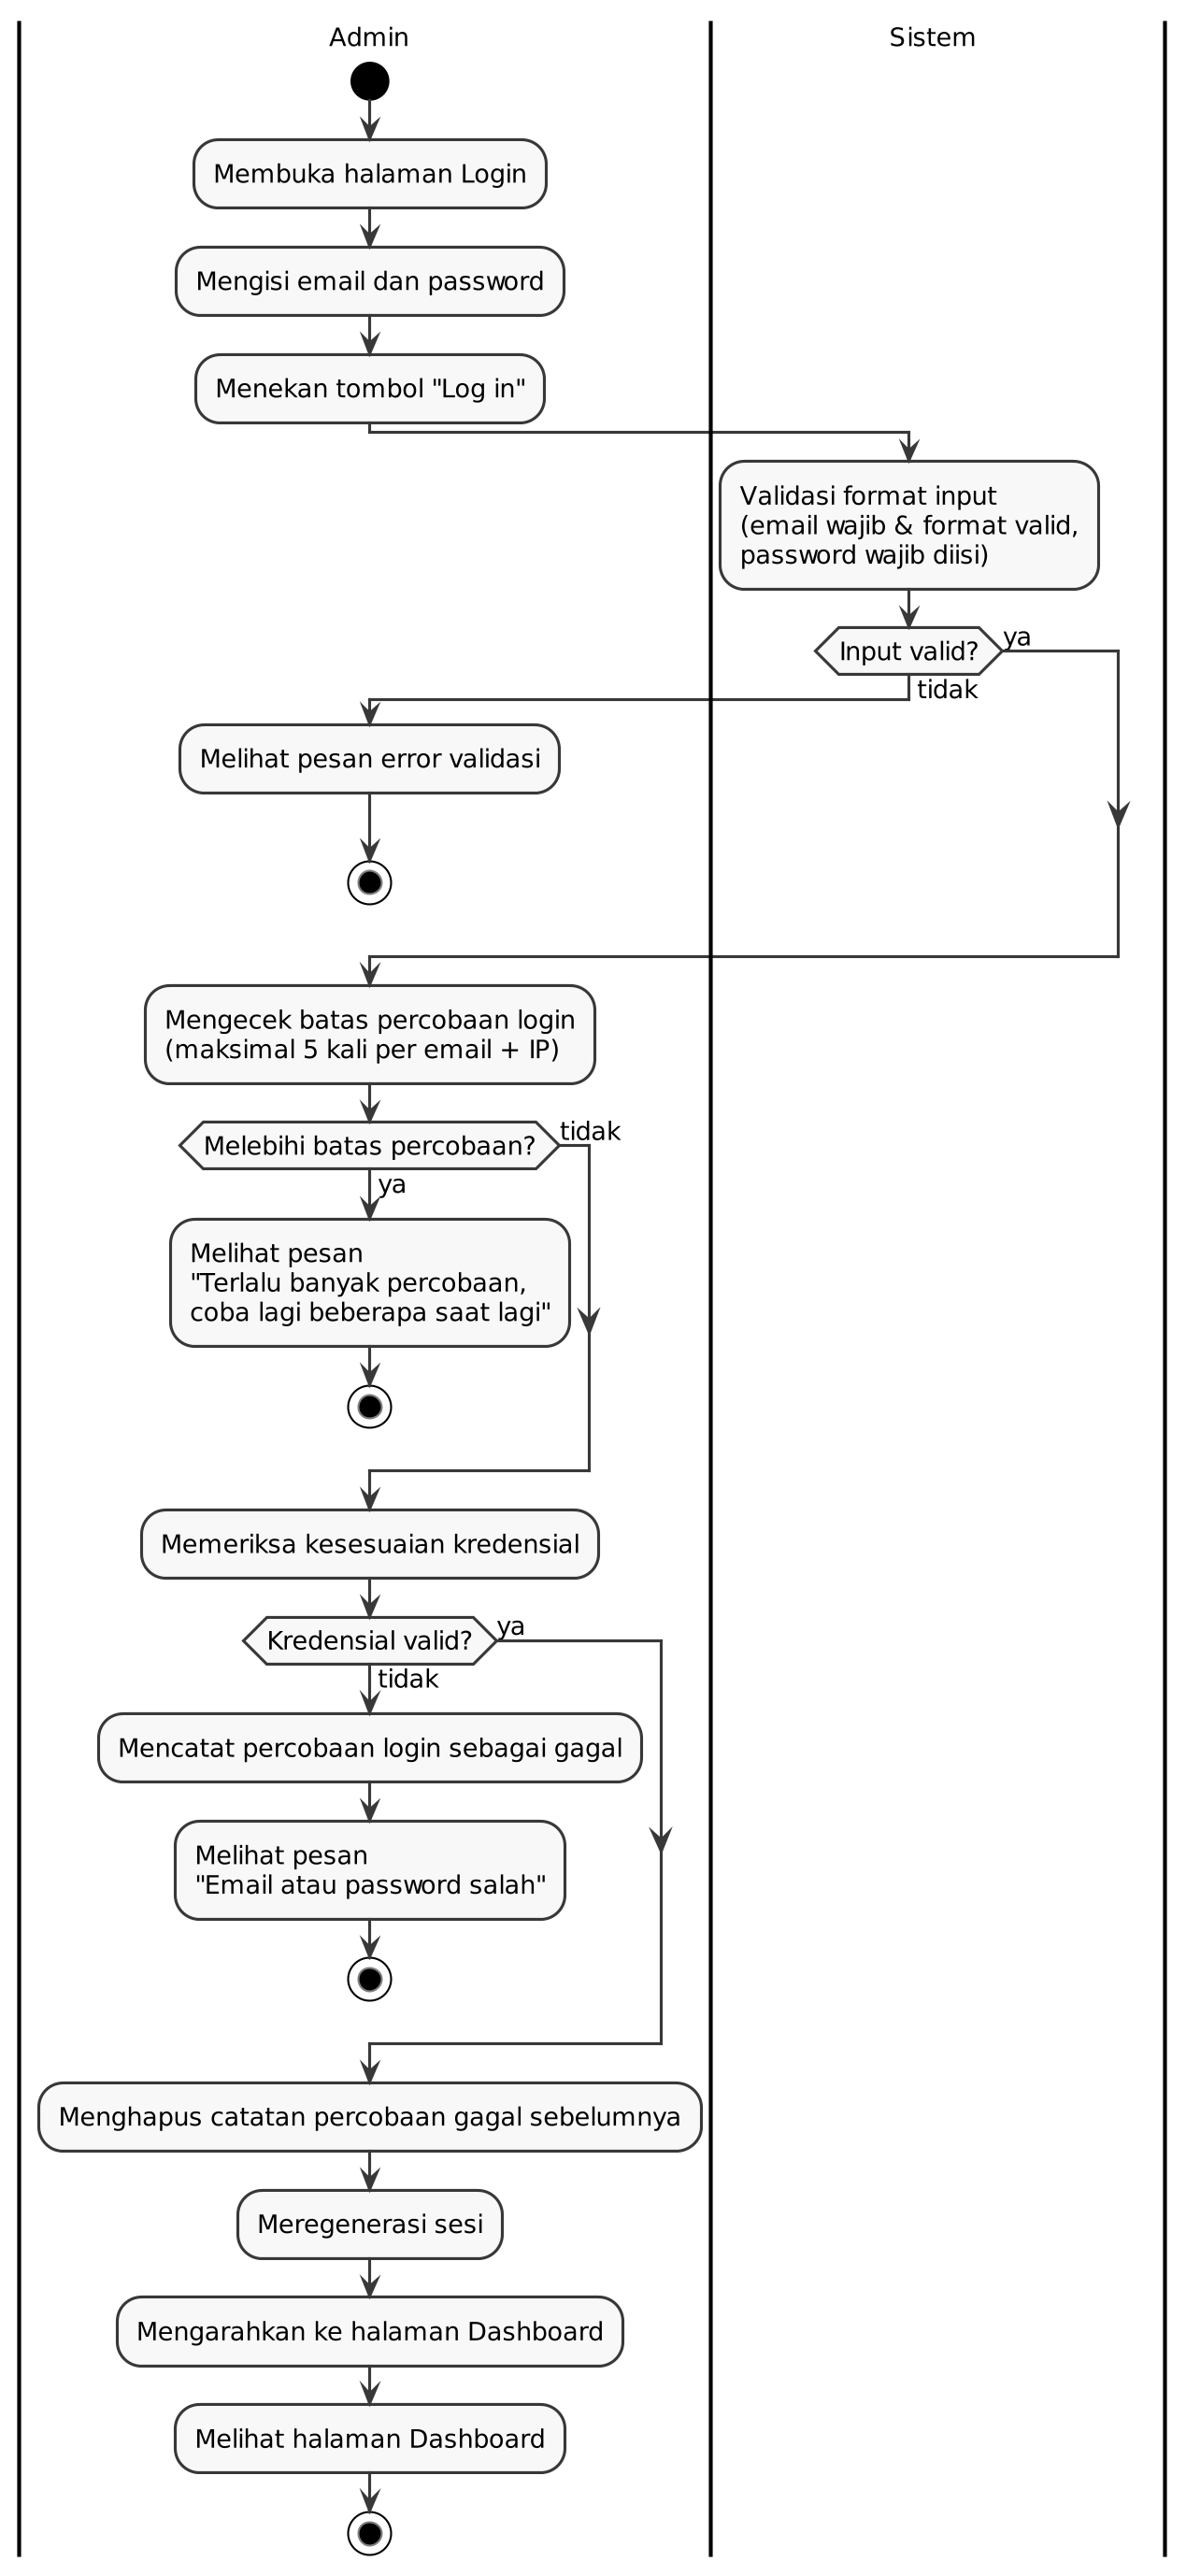 Admin
Sistem
Membuka halaman Login
Mengisi email dan password
Menekan tombol "Log in"
Validasi format input
(email wajib & format valid,
password wajib diisi)
Input valid?
ya
tidak
Melihat pesan error validasi
Mengecek batas percobaan login
(maksimal 5 kali per email + IP)
Melebihi batas percobaan?
tidak
ya
Melihat pesan
"Terlalu banyak percobaan,
coba lagi beberapa saat lagi"
Memeriksa kesesuaian kredensial
Kredensial valid?
ya
tidak
Mencatat percobaan login sebagai gagal
Melihat pesan
"Email atau password salah"
Menghapus catatan percobaan gagal sebelumnya
Meregenerasi sesi
Mengarahkan ke halaman Dashboard
Melihat halaman Dashboard